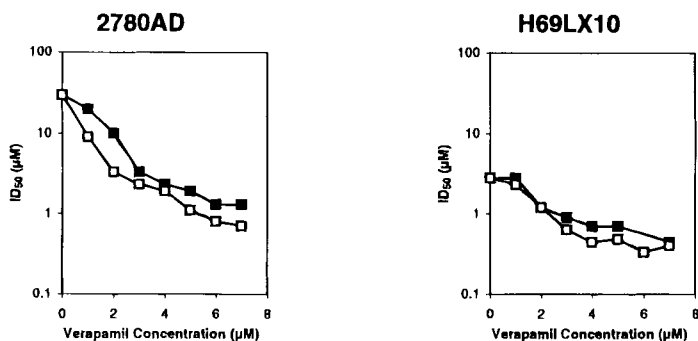 2780AD
100
10
1
0.1
ID50 (µM)
0 2 4 6 8
Verapamil Concentration (µM)
H69LX10
100
10
1
0.1
ID50 (µM)
0 2 4 6 8
Verapamil Concentration (µM)